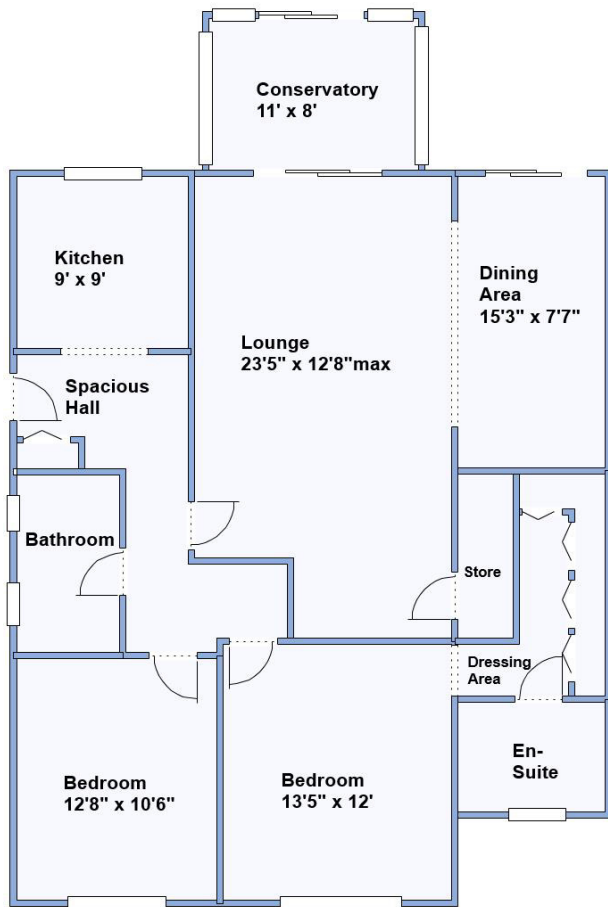 Conservatory
11' x 8'
Kitchen
9' x 9'
Dining
Area
15'3" x 7'7"
Lounge
23'5" x 12'8"max
Spacious
Hall
Bathroom
Store
Dressing
Area
En-
Suite
Bedroom
12'8" x 10'6"
Bedroom
13'5" x 12'